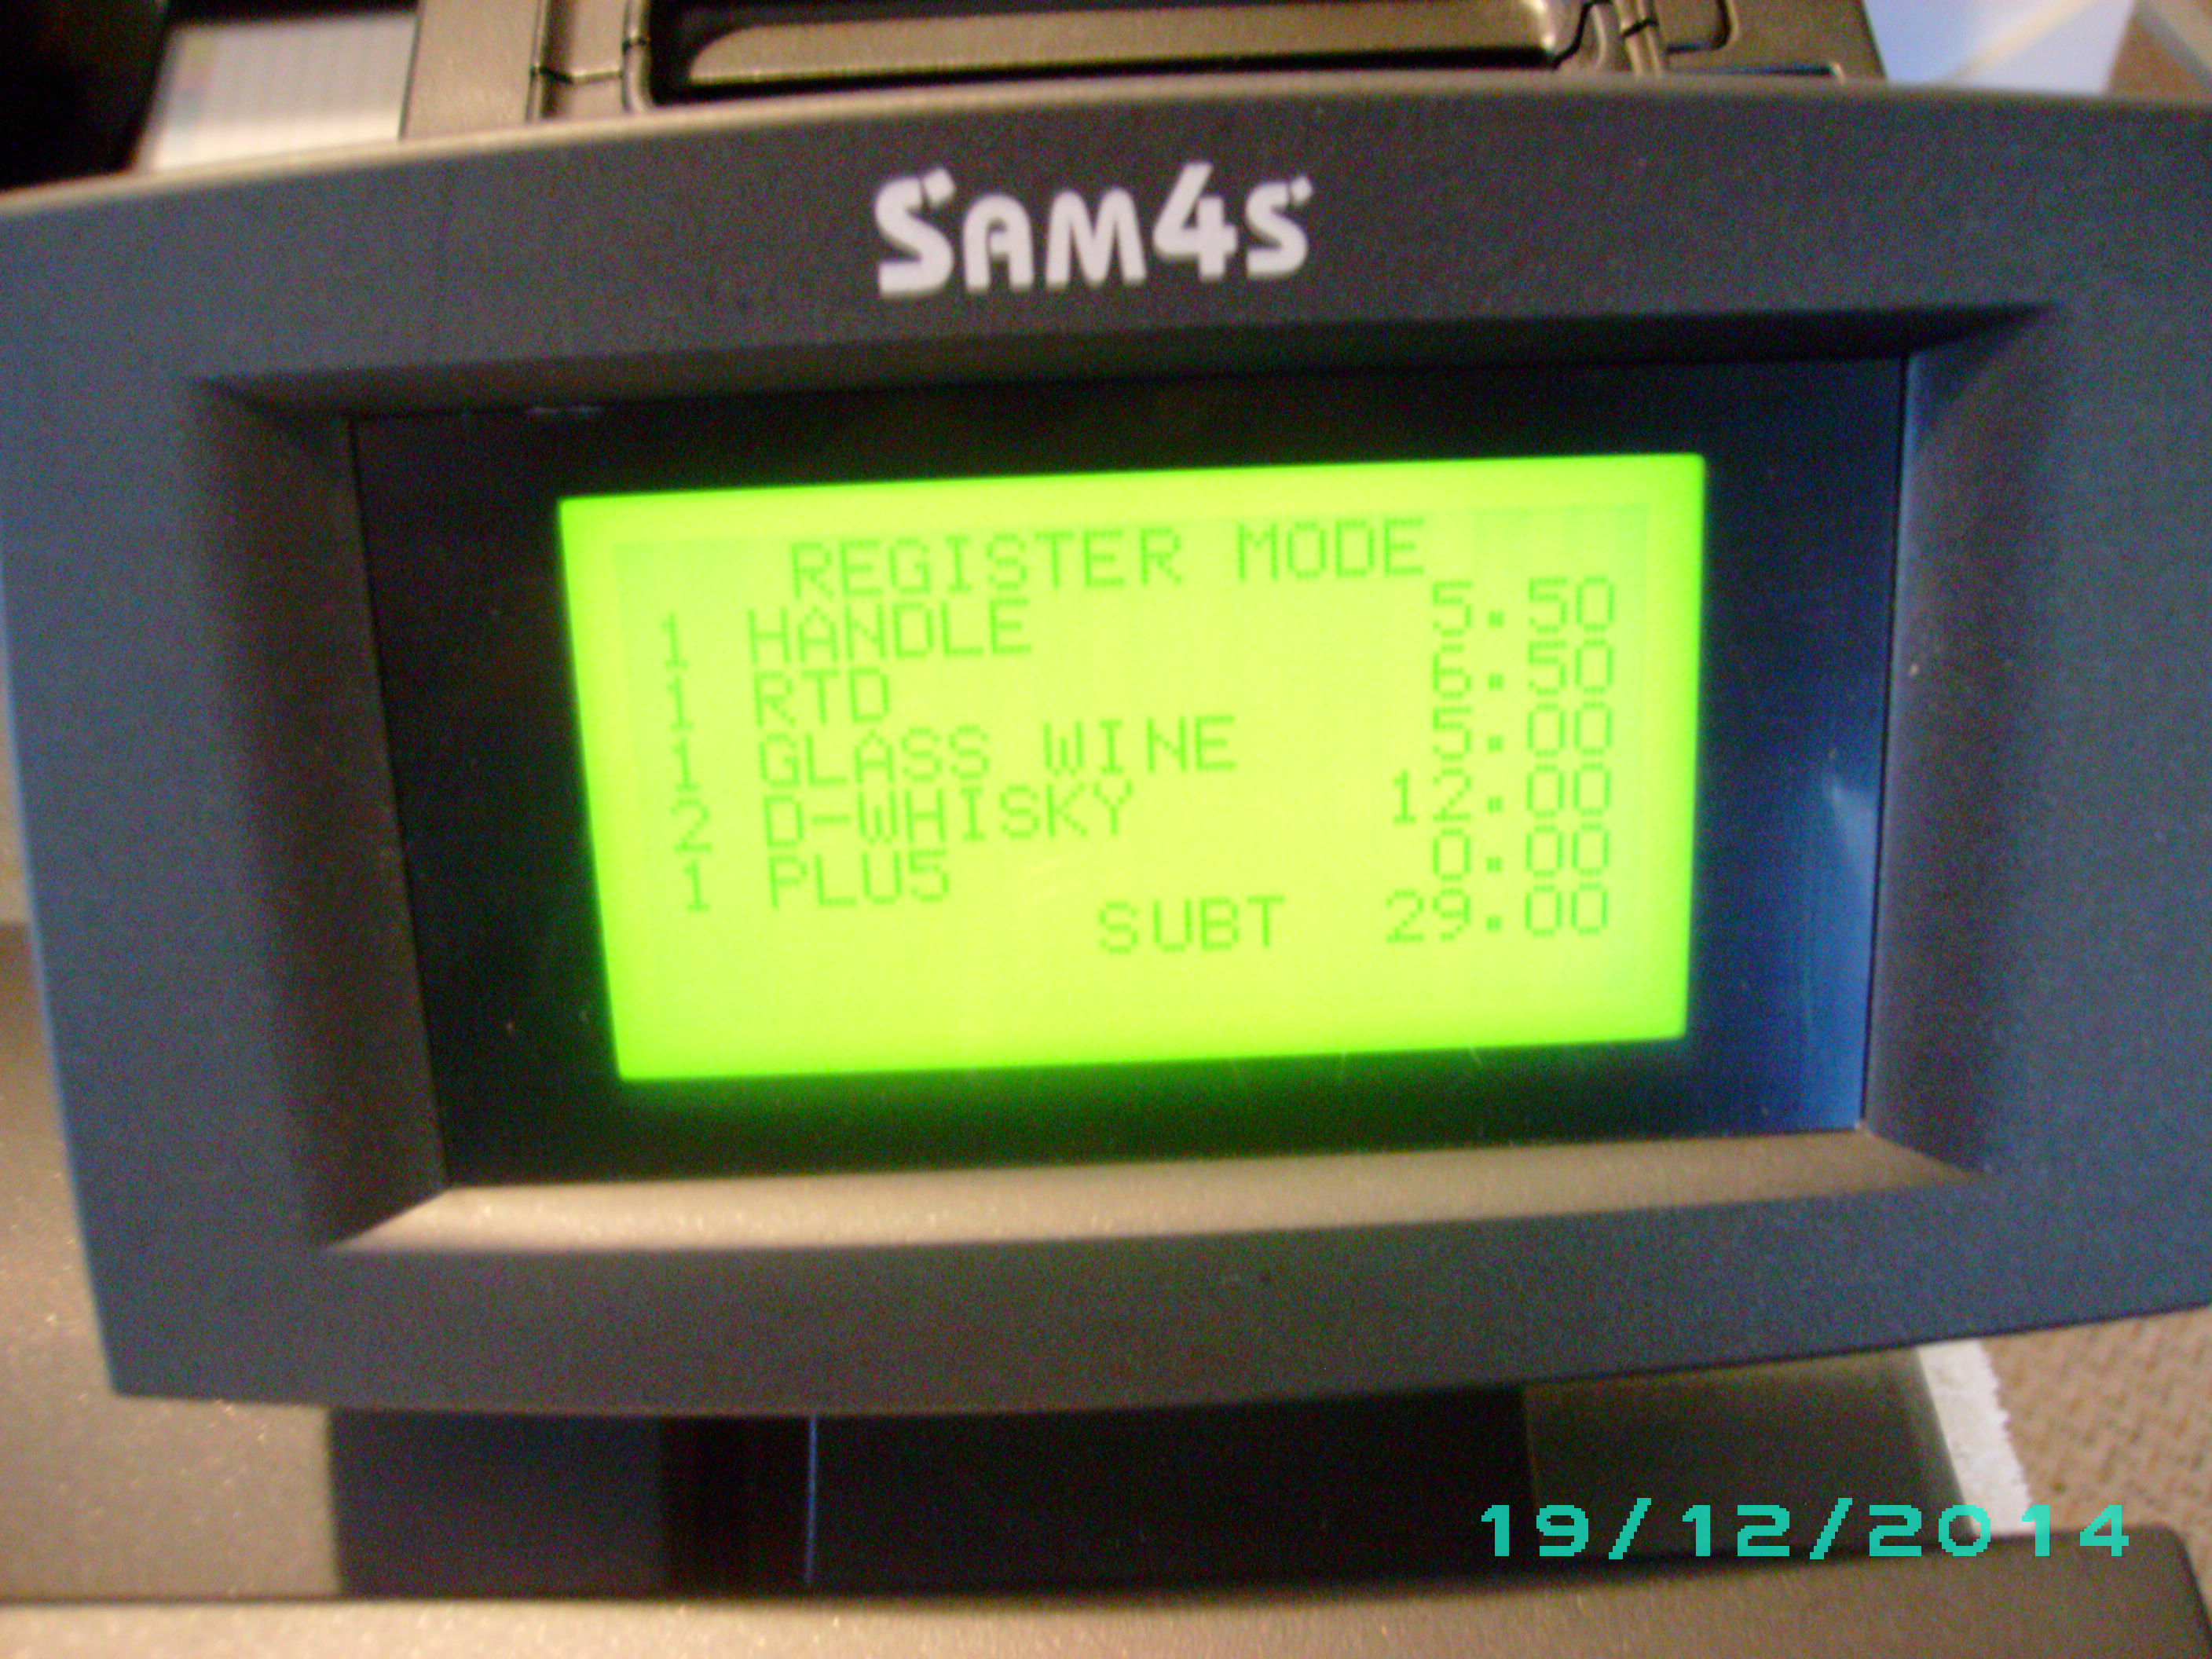 SAM4S
REGISTER MODE
1 HANDLE 5.50
1 RTD 6.50
1 GLASS WINE 5.00
2 D-WHISKY 12.00
1 PLU5 0.00
SUBT 29.00
19/12/2014